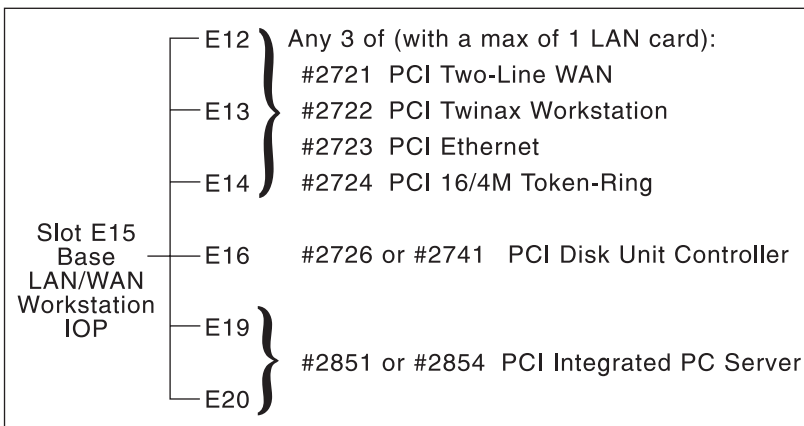 E12 Any 3 of (with a max of 1 LAN card):
#2721 PCI Two-Line WAN
E13 #2722 PCI Twinax Workstation
#2723 PCI Ethernet
E14 #2724 PCI 16/4M Token-Ring
Slot E15
Base
LAN/WAN
Workstation
IOP
E16 #2726 or #2741 PCI Disk Unit Controller
E19
#2851 or #2854 PCI Integrated PC Server
E20